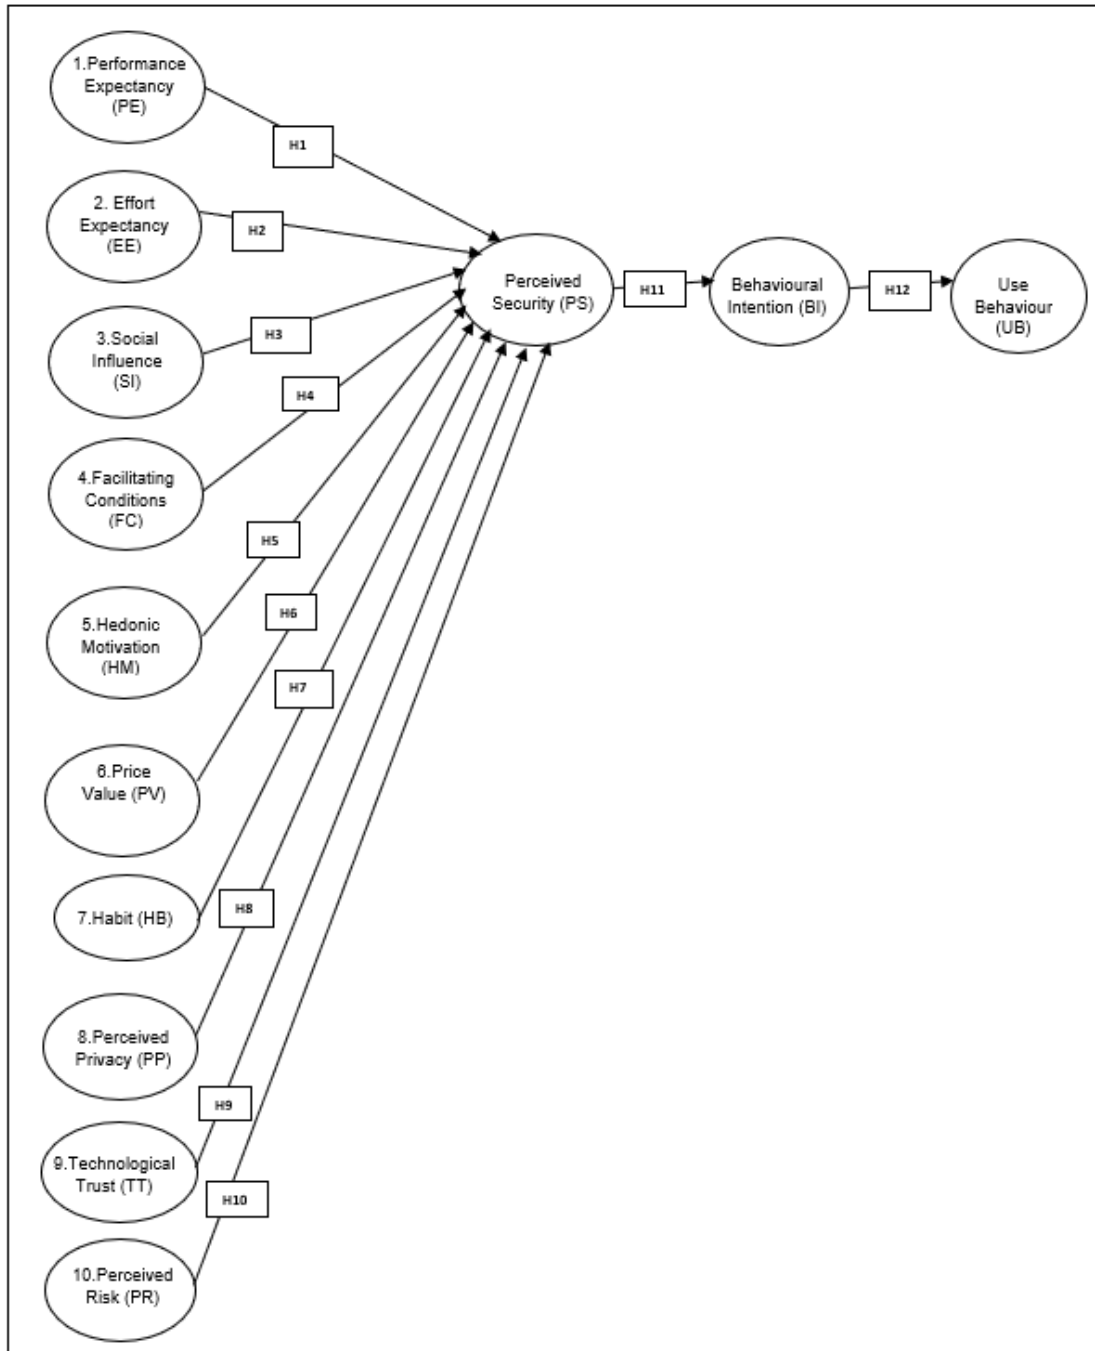 1.Performance
Expectancy
(PE)
H1
2. Effort
Expectancy
(EE)
H2
3.Social
Influence
(SI)
H3
4.Facilitating
Conditions
(FC)
H4
5.Hedonic
Motivation
(HM)
H5
6.Price
Value (PV)
H6
7.Habit (HB)
H7
8.Perceived
Privacy (PP)
H8
9.Technological
Trust (TT)
H9
10.Perceived
Risk (PR)
H10
Perceived
Security (PS)
H11
Behavioural
Intention (BI)
H12
Use
Behaviour
(UB)